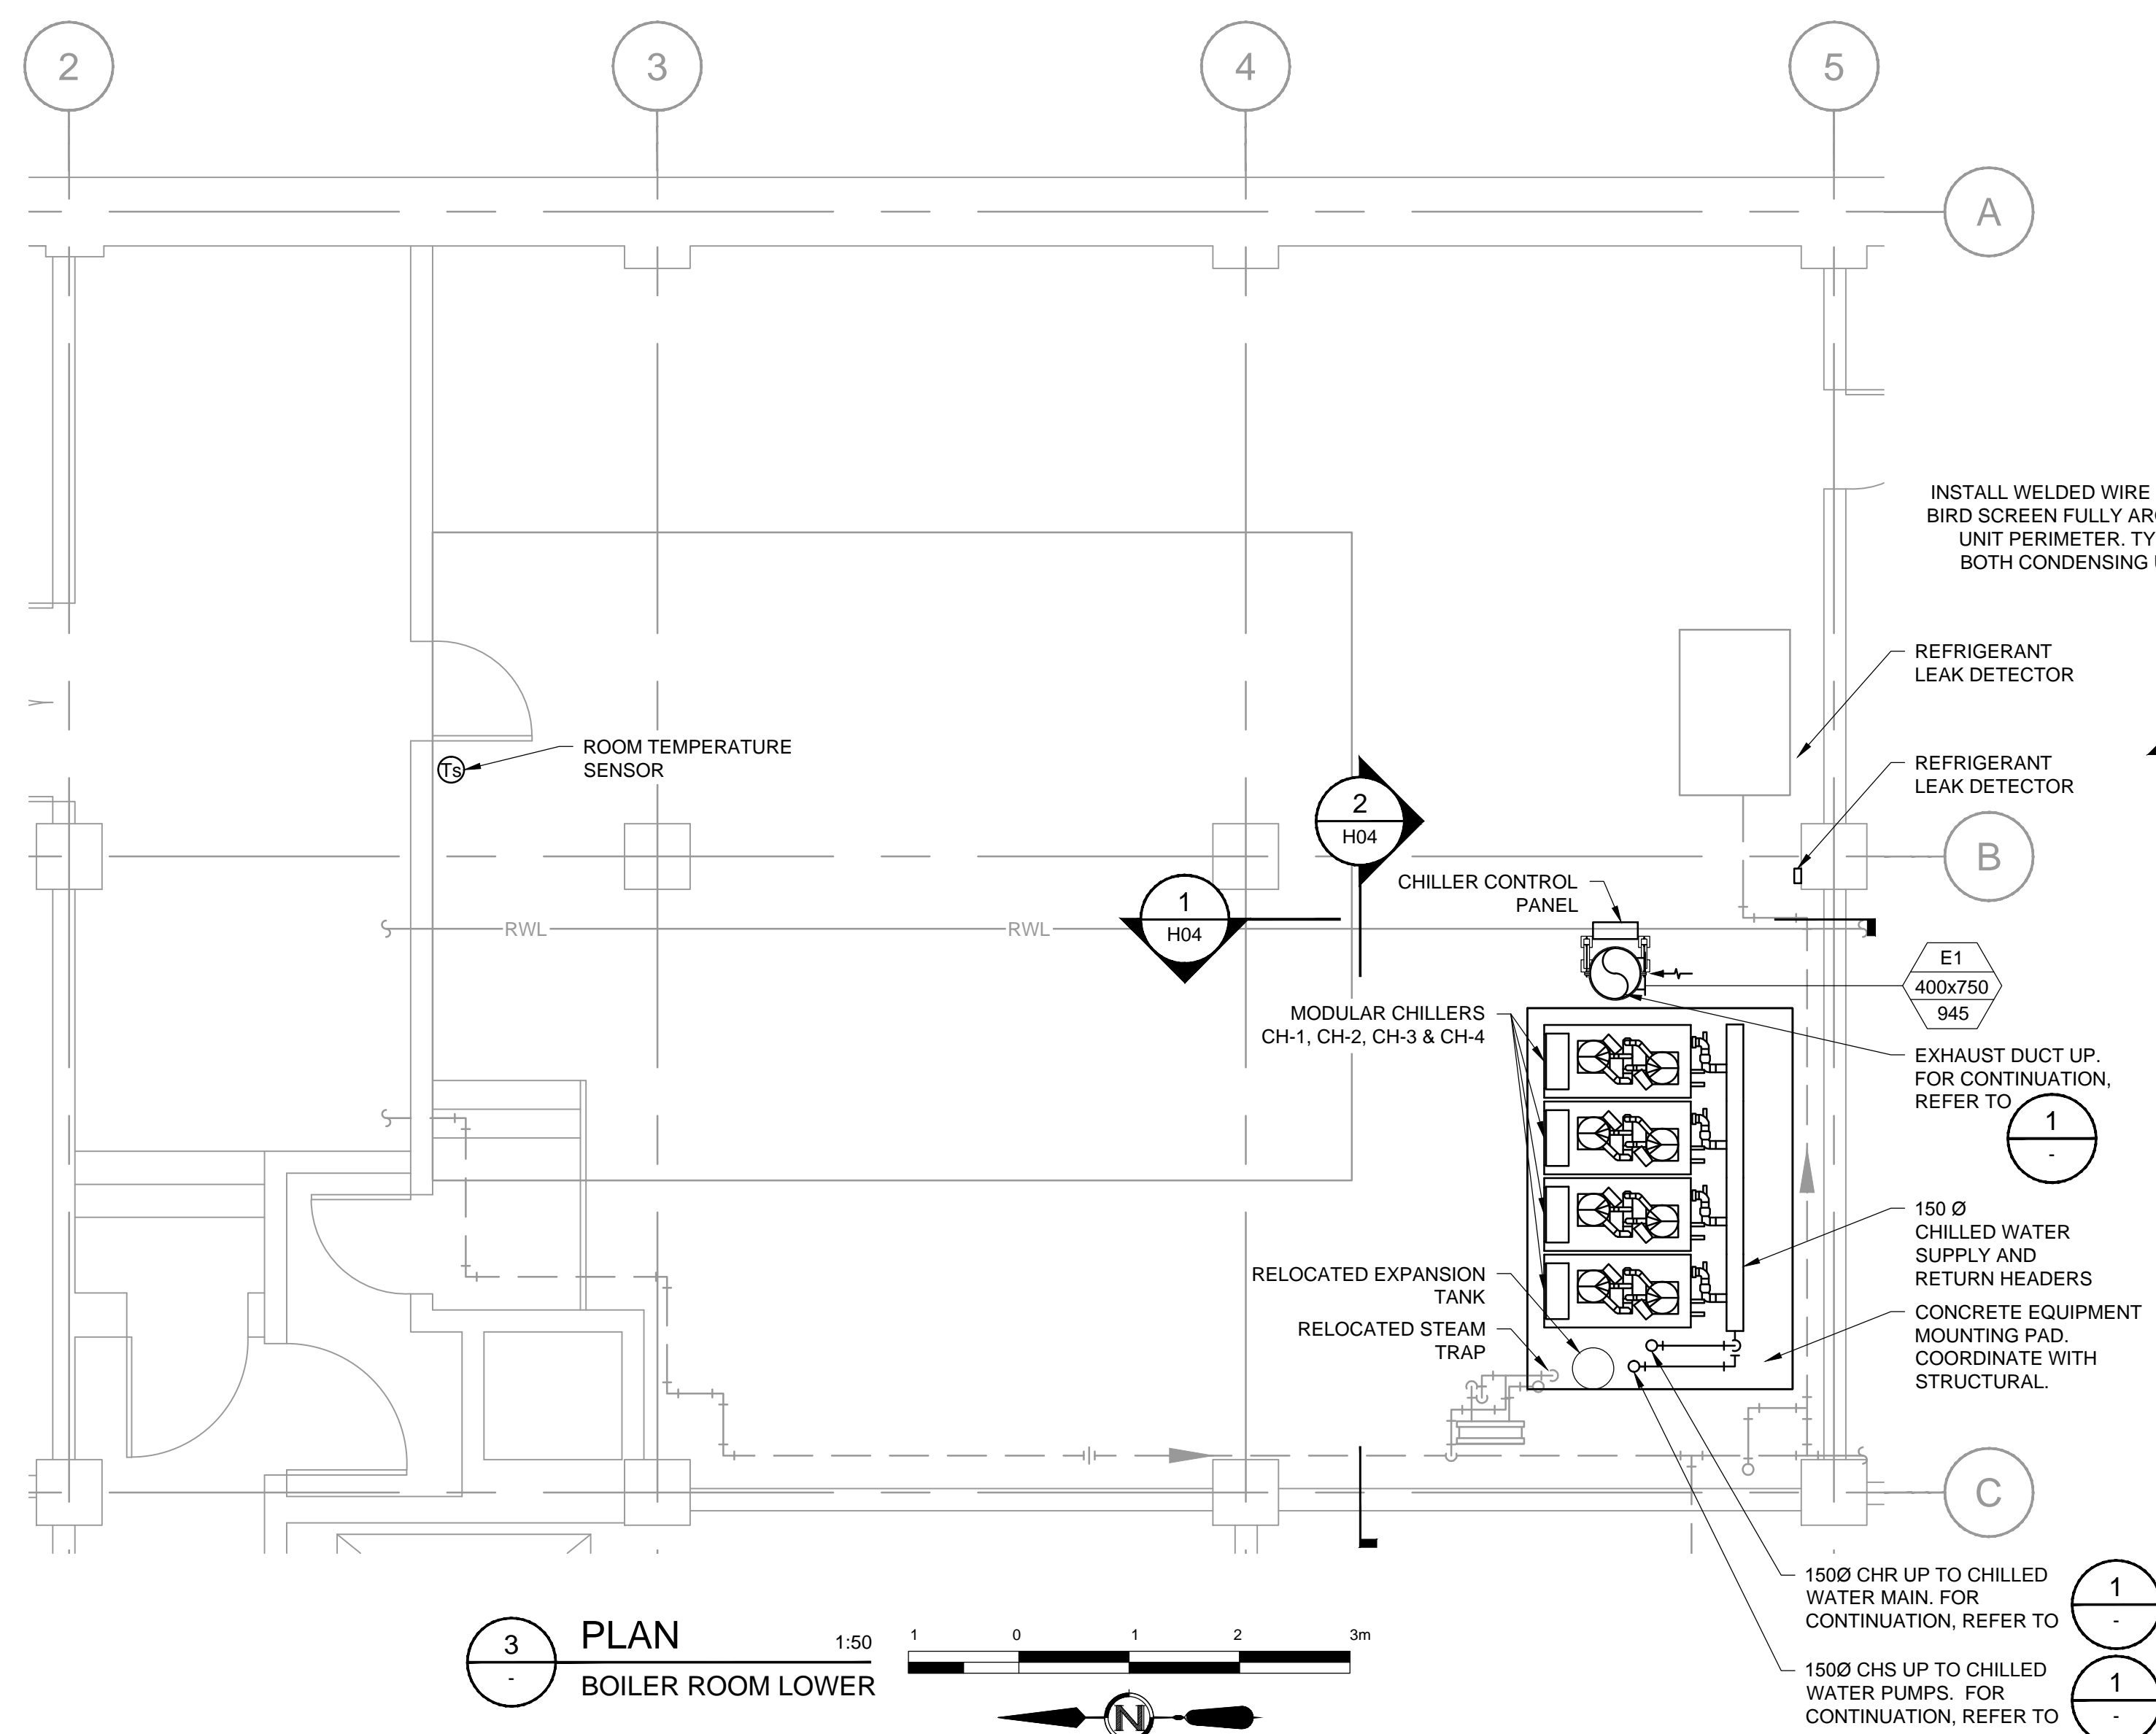 2
3
4
5
A
INSTALL WELDED WIRE
BIRD SCREEN FULLY
UNIT PERIMETER.
BOTH CONDENSING
REFRIGERANT
LEAK DETECTOR
ROOM TEMPERATURE
SENSOR
Ts
REFRIGERANT
LEAK DETECTOR
2
H04
B
CHILLER CONTROL
PANEL
1
H04
RWL
RWL
E1
400x750
945
MODULAR CHILLERS
CH-1, CH-2, CH-3 & CH-4
EXHAUST DUCT UP.
FOR CONTINUATION,
REFER TO
1
-
150 Ø
CHILLED WATER
SUPPLY AND
RETURN HEADERS
RELOCATED EXPANSION
TANK
RELOCATED STEAM
TRAP
CONCRETE EQUIPMENT
MOUNTING PAD.
COORDINATE WITH
STRUCTURAL.
C
150Ø CHR UP TO CHILLED
WATER MAIN. FOR
CONTINUATION, REFER TO
1
-
150Ø CHS UP TO CHILLED
WATER PUMPS. FOR
CONTINUATION, REFER TO
1
-
3
-
PLAN
1:50
BOILER ROOM LOWER
1 0 1 2 3m
N